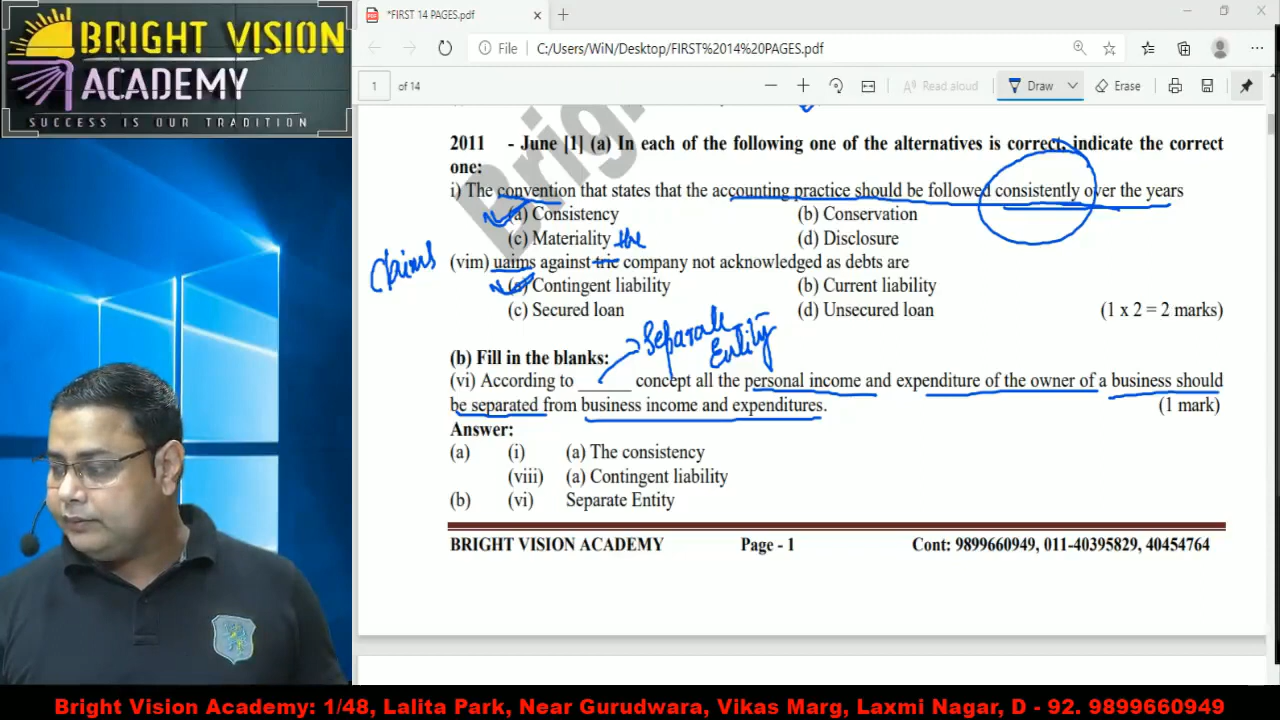 BRIGHT VISION
ACADEMY
SUCCESS IS OUR TRADITION
*FIRST 14 PAGES.pdf
File C:/Users/WiN/Desktop/FIRST%2014%20PAGES.pdf
1 of 14 Read aloud Draw Erase
2011 - June [1] (a) In each of the following one of the alternatives is correct, indicate the correct
one:
i) The convention that states that the accounting practice should be followed consistently over the years
(a) Consistency (b) Conservation
(c) Materiality the (d) Disclosure
Claims (vim) uaims against tric company not acknowledged as debts are
(a) Contingent liability (b) Current liability
(c) Secured loan (d) Unsecured loan (1 x 2 = 2 marks)
Separate
Entity
(b) Fill in the blanks:
(vi) According to ______ concept all the personal income and expenditure of the owner of a business should
be separated from business income and expenditures. (1 mark)
Answer:
(a) (i) (a) The consistency
(viii) (a) Contingent liability
(b) (vi) Separate Entity
BRIGHT VISION ACADEMY Page - 1 Cont: 9899660949, 011-40395829, 40454764
Bright Vision Academy: 1/48, Lalita Park, Near Gurudwara, Vikas Marg, Laxmi Nagar, D - 92. 9899660949